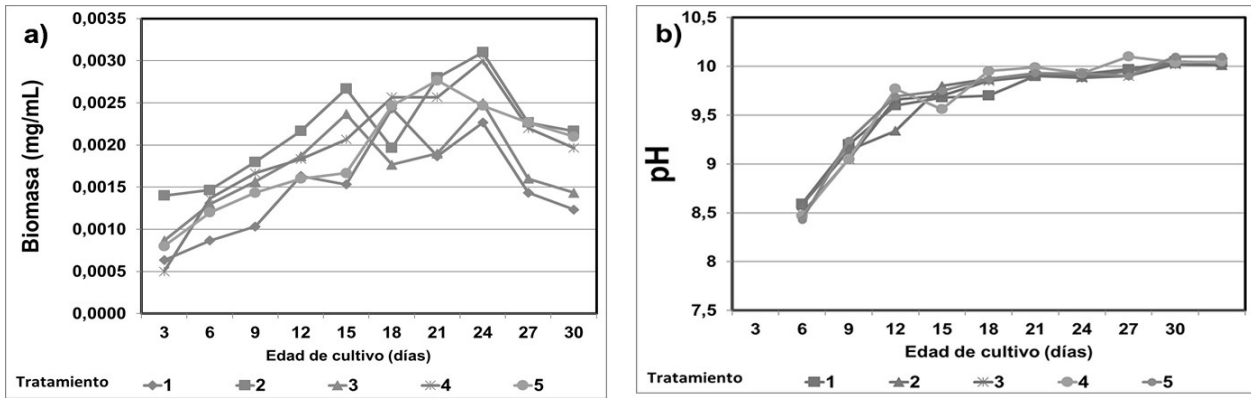 a)
Biomasa (mg/mL)
0,0035
0,0030
0,0025
0,0020
0,0015
0,0010
0,0005
0,0000
3 6 9 12 15 18 21 24 27 30
Edad de cultivo (días)
Tratamiento 1 2 3 4 5
b)
pH
10,5
10
9,5
9
8,5
8
7,5
3 6 9 12 15 18 21 24 27 30
Edad de cultivo (días)
Tratamiento 1 2 3 4 5